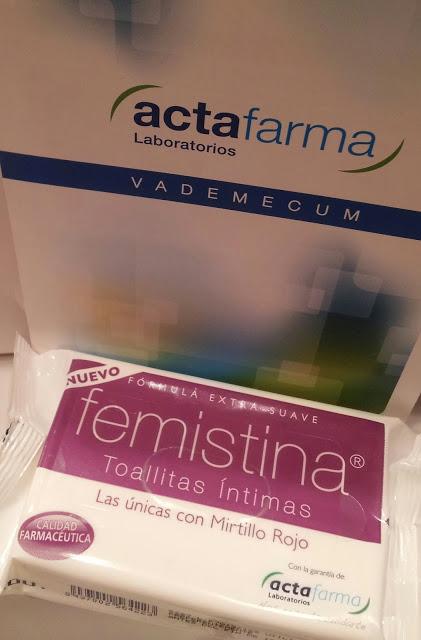 actafarma
Laboratorios
VADEMECUM
NUEVO
FÓRMULA EXTRA-SUAVE
femistina®
Toallitas Íntimas
Las únicas con Mirtillo Rojo
CALIDAD
FARMACÉUTICA
Con la garantía de:
actafarma
Laboratorios